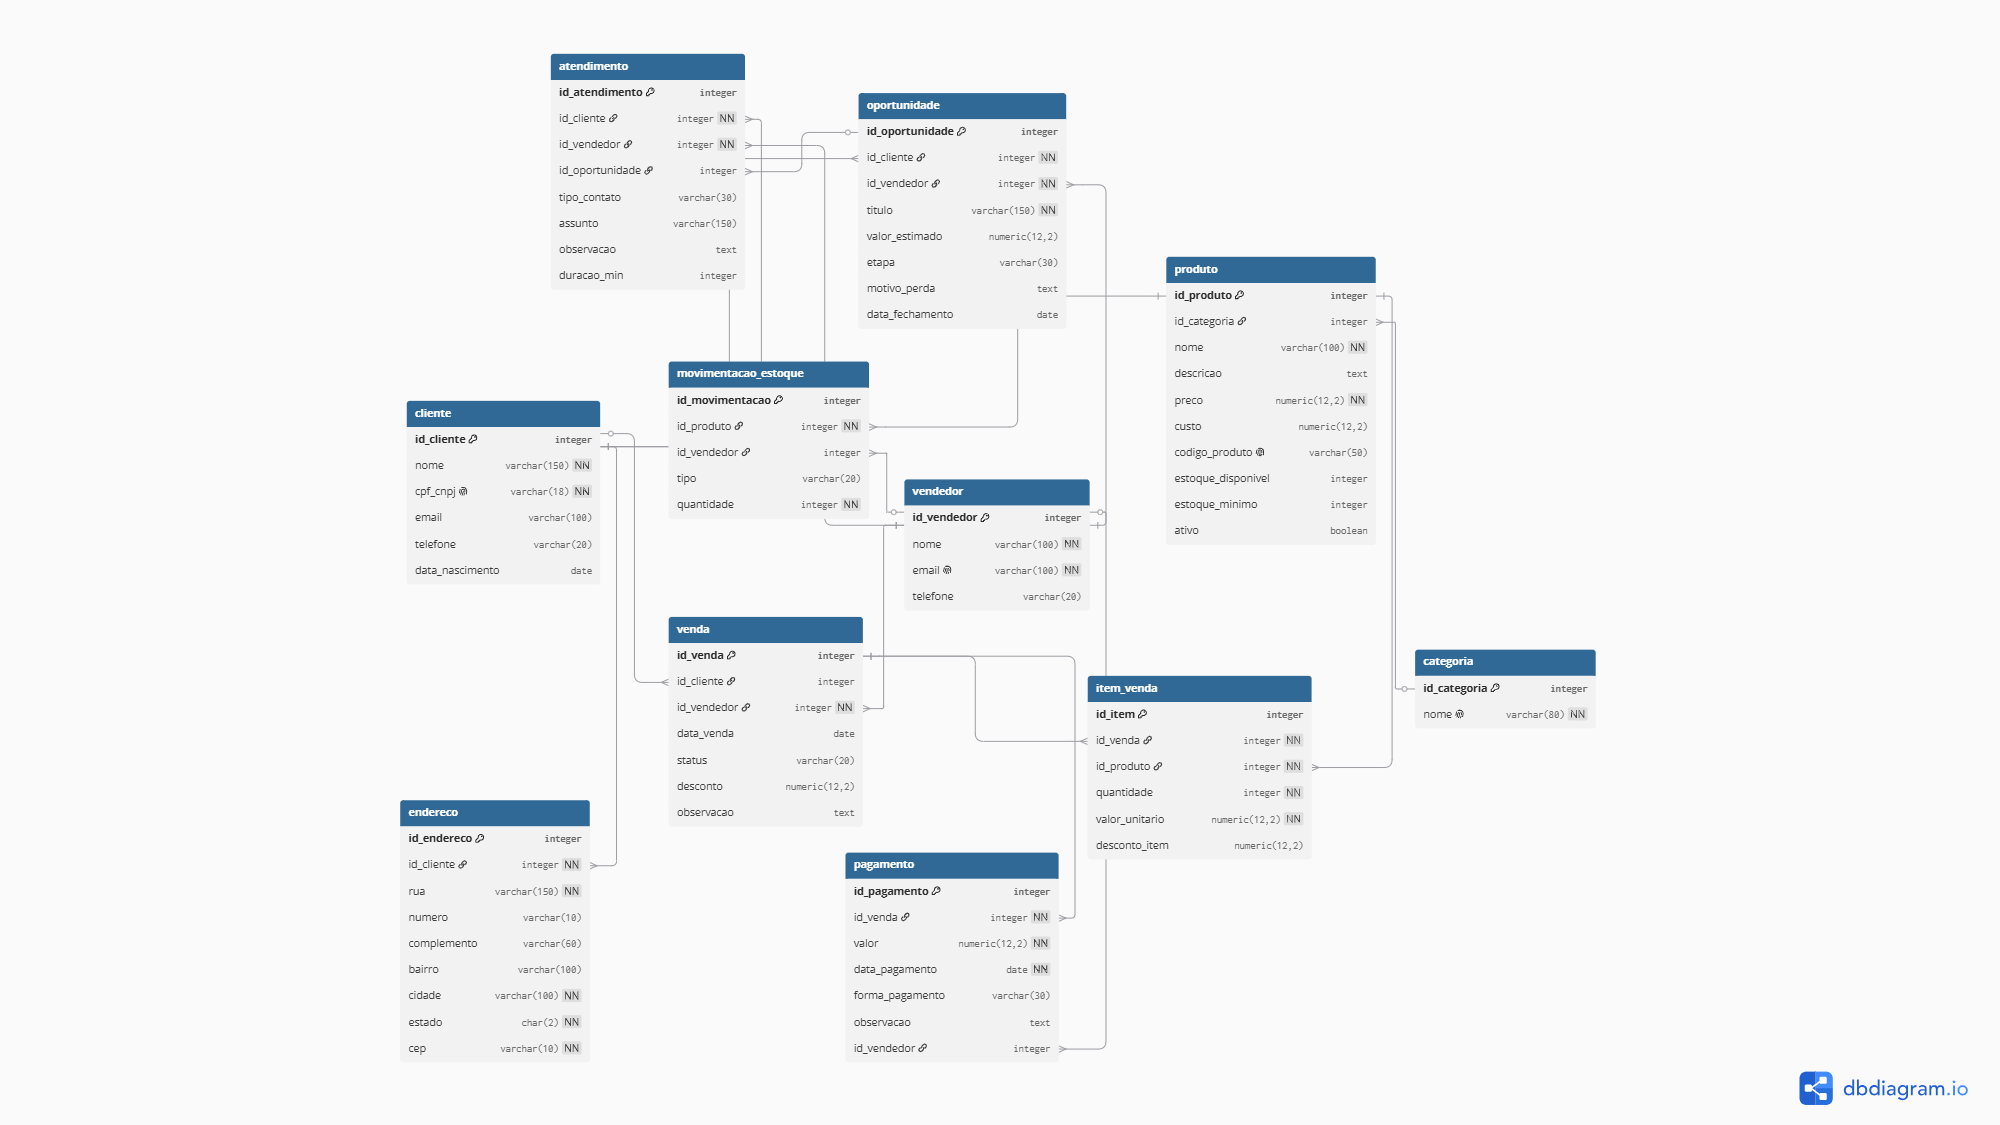 atendimento
id_atendimento integer
id_cliente integer NN
id_vendedor integer NN
id_oportunidade integer
tipo_contato varchar(30)
assunto varchar(150)
observacao text
duracao_min integer
oportunidade
id_oportunidade integer
id_cliente integer NN
id_vendedor integer NN
titulo varchar(150) NN
valor_estimado numeric(12,2)
etapa varchar(30)
motivo_perda text
data_fechamento date
produto
id_produto integer
id_categoria integer
nome varchar(100) NN
descricao text
preco numeric(12,2) NN
custo numeric(12,2)
codigo_produto varchar(50)
estoque_disponivel integer
estoque_minimo integer
ativo boolean
movimentacao_estoque
id_movimentacao integer
id_produto integer NN
id_vendedor integer
tipo varchar(20)
quantidade integer NN
cliente
id_cliente integer
nome varchar(150) NN
cpf_cnpj varchar(18) NN
email varchar(100)
telefone varchar(20)
data_nascimento date
vendedor
id_vendedor integer
nome varchar(100) NN
email varchar(100) NN
telefone varchar(20)
venda
id_venda integer
id_cliente integer
id_vendedor integer NN
data_venda date
status varchar(20)
desconto numeric(12,2)
observacao text
item_venda
id_item integer
id_venda integer NN
id_produto integer NN
quantidade integer NN
valor_unitario numeric(12,2) NN
desconto_item numeric(12,2)
categoria
id_categoria integer
nome varchar(80) NN
endereco
id_endereco integer
id_cliente integer NN
rua varchar(150) NN
numero varchar(10)
complemento varchar(60)
bairro varchar(100)
cidade varchar(100) NN
estado char(2) NN
cep varchar(10) NN
pagamento
id_pagamento integer
id_venda integer NN
valor numeric(12,2) NN
data_pagamento date NN
forma_pagamento varchar(30)
observacao text
id_vendedor integer
dbdiagram.io